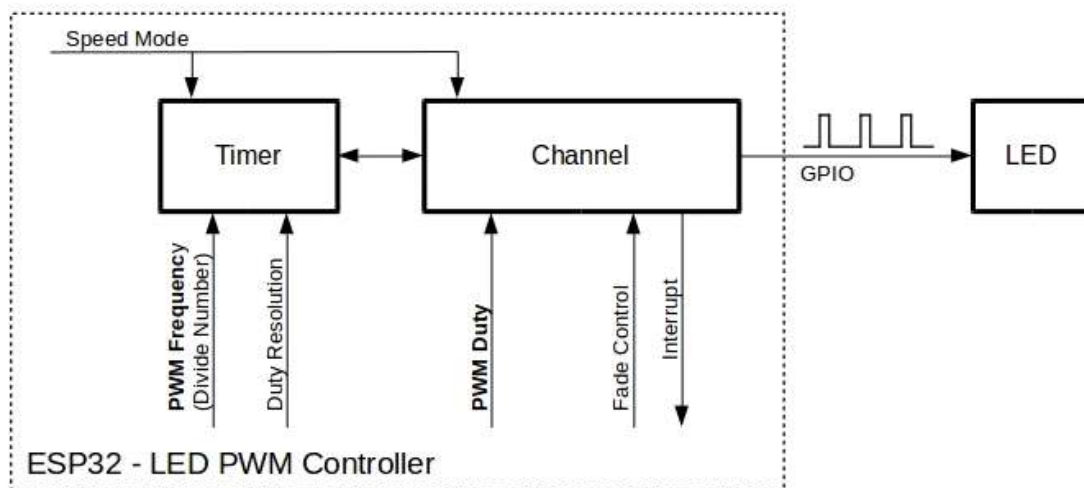 Speed Mode
Timer
Channel
GPIO
LED
PWM Frequency
(Divide Number)
Duty Resolution
PWM Duty
Fade Control
Interrupt
ESP32 - LED PWM Controller